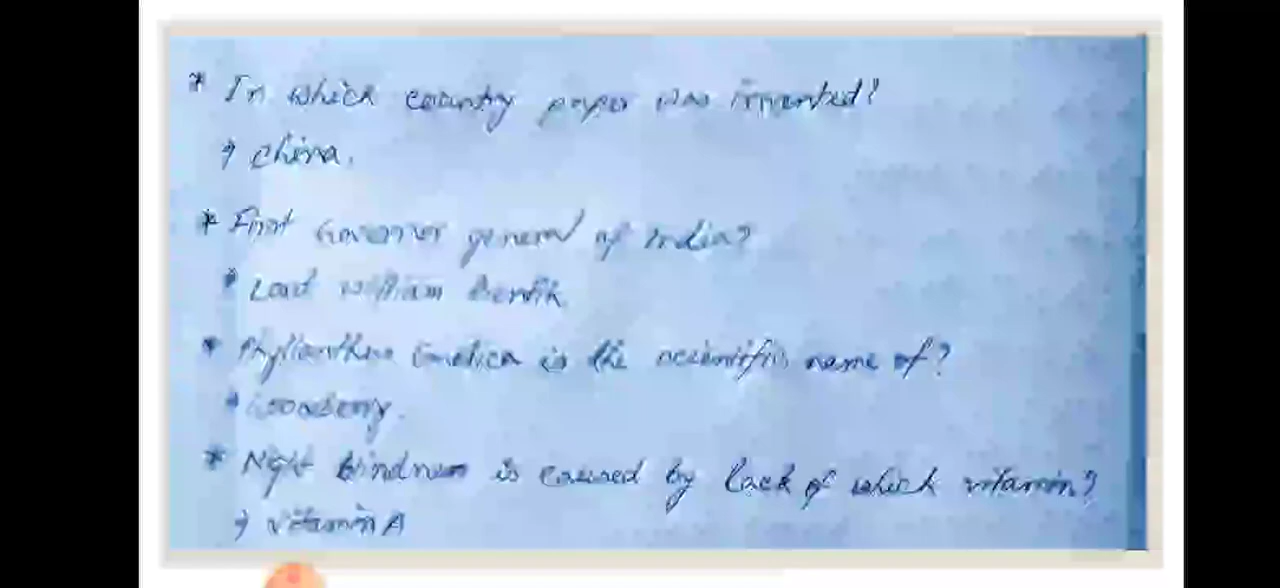 * In which country paper was invented?
→ China.
* First Governor general of India?
* Lord William Bentik
* Phyllanthus Emelica is the scientific name of?
→ Gooseberry.
* Night blindness is caused by lack of which vitamin?
→ Vitamin A